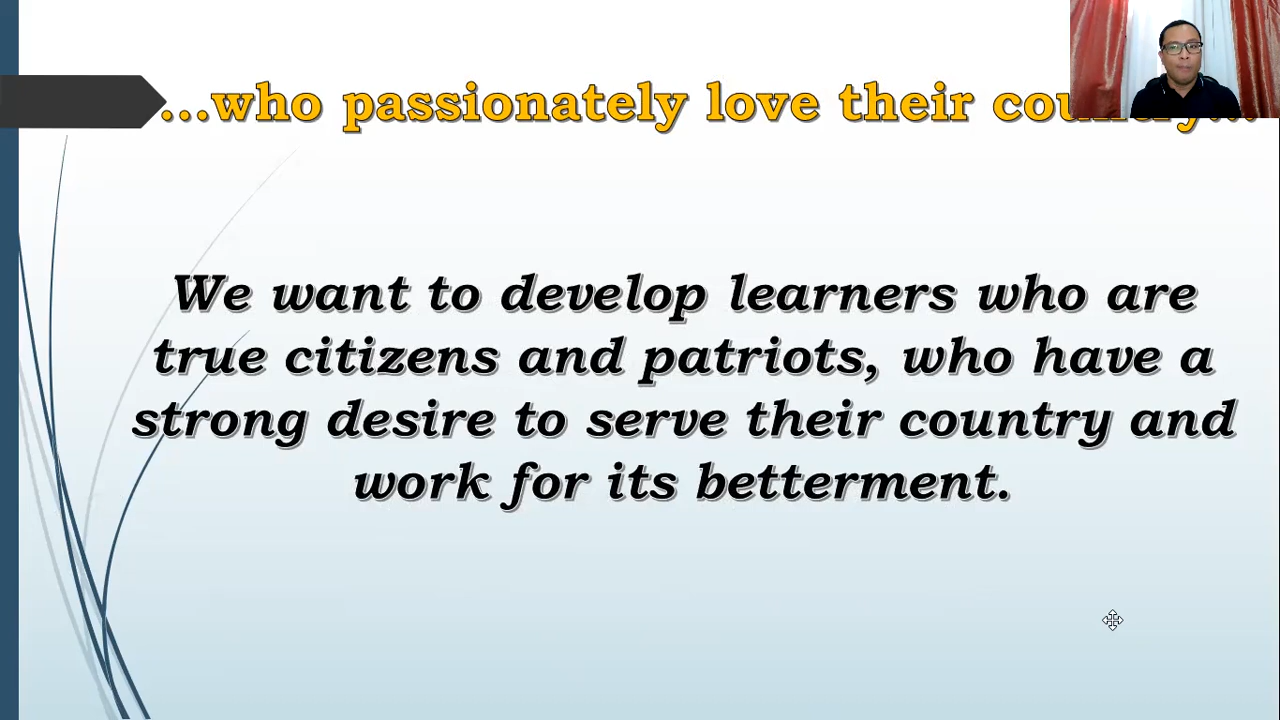 ...who passionately love their country...
We want to develop learners who are
true citizens and patriots, who have a
strong desire to serve their country and
work for its betterment.